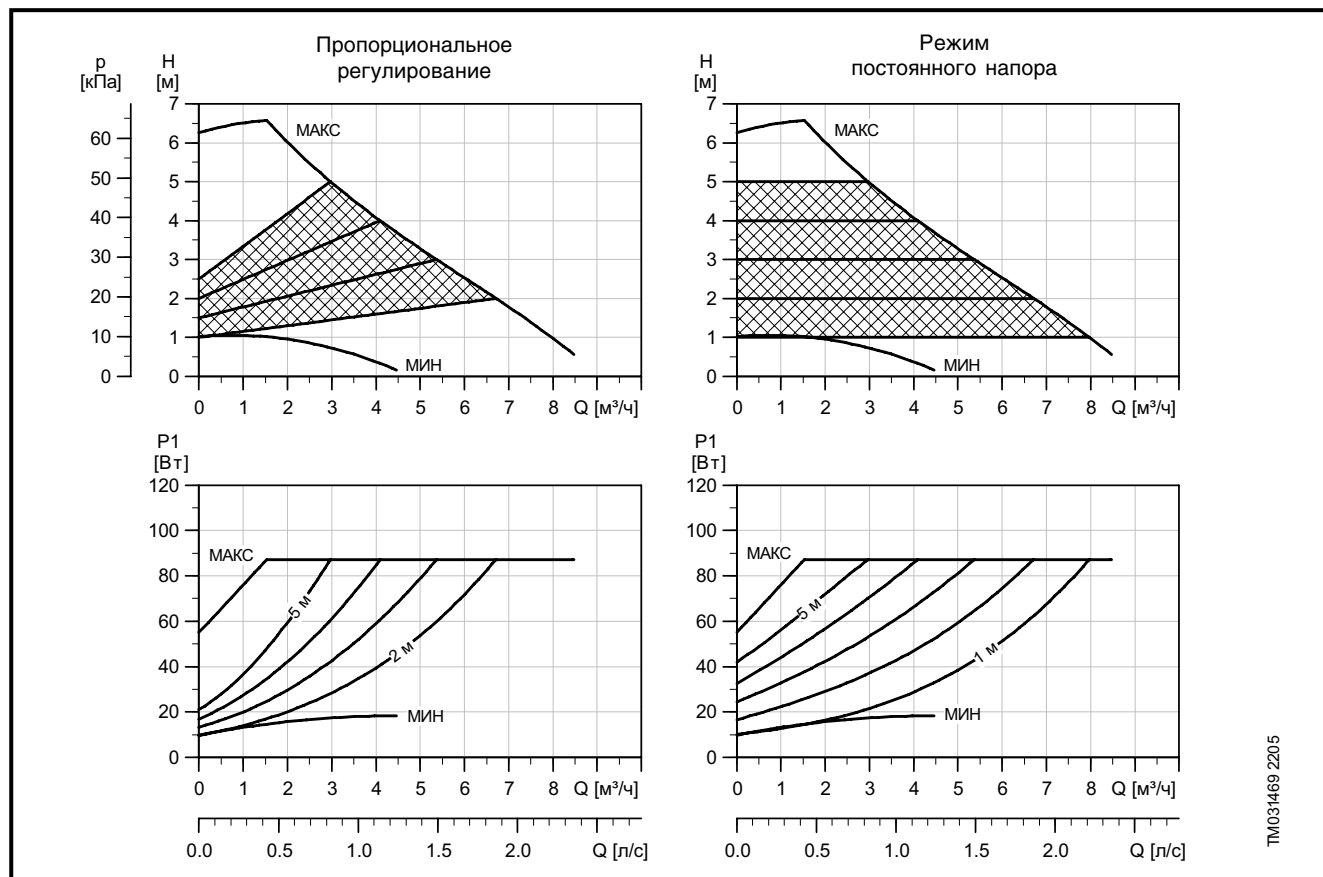 Пропорциональное
регулирование
p
[кПа]
H
[м]
7
6
5
4
3
2
1
0
60
50
40
30
20
10
0
МАКС
МИН
0 1 2 3 4 5 6 7 8 Q [м³/ч]
Режим
постоянного напора
H
[м]
7
6
5
4
3
2
1
0
МАКС
МИН
0 1 2 3 4 5 6 7 8 Q [м³/ч]
P1
[Вт]
120
100
80
60
40
20
0
МАКС
5 м
2 м
МИН
0 1 2 3 4 5 6 7 8 Q [м³/ч]
0.0 0.5 1.0 1.5 2.0 Q [л/с]
P1
[Вт]
120
100
80
60
40
20
0
МАКС
5 м
1 м
МИН
0 1 2 3 4 5 6 7 8 Q [м³/ч]
0.0 0.5 1.0 1.5 2.0 Q [л/с]
TM031469 2205